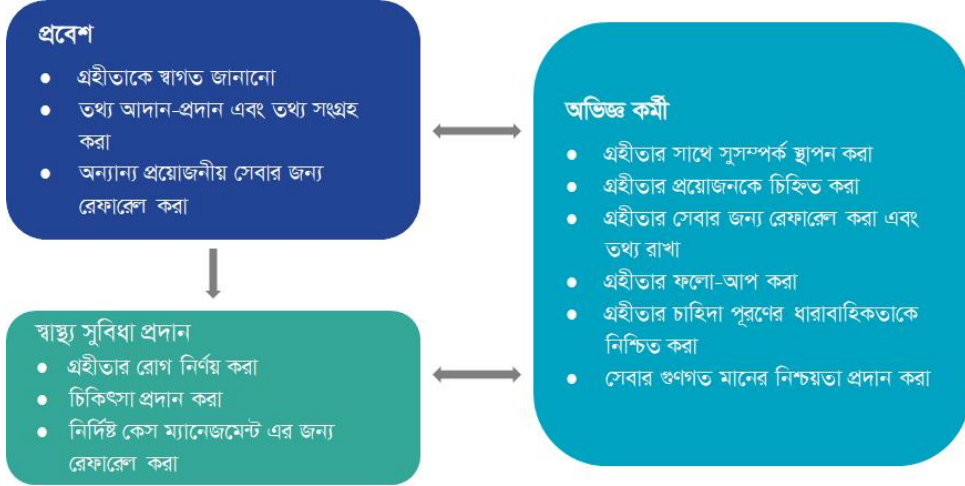 প্রবেশ
● গ্রহীতাকে স্বাগত জানানো
● তথ্য আদান-প্রদান এবং তথ্য সংগ্রহ
করা
● অন্যান্য প্রয়োজনীয় সেবার জন্য
রেফারেল করা
স্বাস্থ্য সুবিধা প্রদান
● গ্রহীতার রোগ নির্ণয় করা
● চিকিৎসা প্রদান করা
● নির্দিষ্ট কেস ম্যানেজমেন্ট এর জন্য
রেফারেল করা
অভিজ্ঞ কর্মী
● গ্রহীতার সাথে সুসম্পর্ক স্থাপন করা
● গ্রহীতার প্রয়োজনকে চিহ্নিত করা
● গ্রহীতার সেবার জন্য রেফারেল করা এবং
তথ্য রাখা
● গ্রহীতার ফলো-আপ করা
● গ্রহীতার চাহিদা পূরণের ধারাবাহিকতাকে
নিশ্চিত করা
● সেবার গুণগত মানের নিশ্চয়তা প্রদান করা